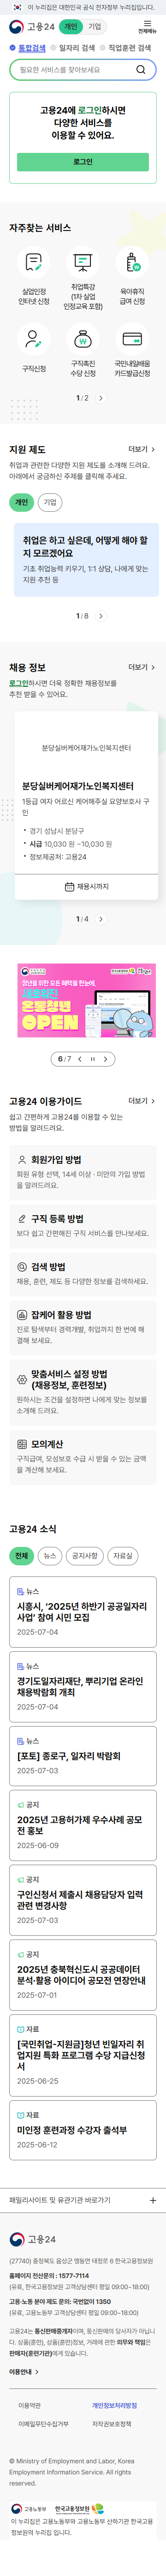 이 누리집은 대한민국 공식 전자정부 누리집입니다.
고용24 개인 기업
전체메뉴
통합검색 일자리 검색 직업훈련 검색
필요한 서비스를 찾아보세요
고용24에 로그인하시면
다양한 서비스를
이용할 수 있어요.
로그인
자주찾는 서비스
실업인정
인터넷 신청
취업특강
(1차 실업
인정교육 포함)
육아휴직
급여 신청
구직신청
구직촉진
수당 신청
국민내일배움
카드발급신청
1 / 2
지원 제도
더보기
취업과 관련한 다양한 지원 제도를 소개해 드려요.
아래에서 궁금하신 주제를 클릭해 주세요.
개인 기업
취업은 하고 싶은데, 어떻게 해야 할
지 모르겠어요
기초 취업능력 키우기, 1:1 상담, 나에게 맞는
지원 추천 등
1 / 8
채용 정보
더보기
로그인하시면 더욱 정확한 채용정보를
추천 받을 수 있어요.
분당실버케어재가노인복지센터
분당실버케어재가노인복지센터
1등급 여자 어르신 케어해주실 요양보호사 구
인
경기 성남시 분당구
시급 10,030 원 ~10,030 원
정보제공처: 고용24
채용시까지
1 / 4
청년을 위한 모든 혜택을 한눈에,
OPEN
6 / 7
고용24 이용가이드
더보기
쉽고 간편하게 고용24를 이용할 수 있는
방법을 알려드려요.
회원가입 방법
회원 유형 선택, 14세 이상 · 미만의 가입 방법
을 알려드려요.
구직 등록 방법
보다 쉽고 간편해진 구직 서비스를 만나보세요.
검색 방법
채용, 훈련, 제도 등 다양한 정보를 검색하세요.
잡케어 활용 방법
진로 탐색부터 경력개발, 취업까지 한 번에 해
결해 보세요.
맞춤서비스 설정 방법
(채용정보, 훈련정보)
원하시는 조건을 설정하면 나에게 맞는 정보를
소개해 드려요.
모의계산
구직급여, 모성보호 수급 시 받을 수 있는 금액
을 계산해 보세요.
고용24 소식
전체 뉴스 공지사항 자료실
뉴스
시흥시, '2025년 하반기 공공일자리
사업' 참여 시민 모집
2025-07-04
뉴스
경기도일자리재단, 뿌리기업 온라인
채용박람회 개최
2025-07-04
뉴스
[포토] 종로구, 일자리 박람회
2025-07-03
공지
2025년 고용허가제 우수사례 공모
전 홍보
2025-06-09
공지
구인신청서 제출시 채용담당자 입력
관련 변경사항
2025-07-03
공지
2025년 충북혁신도시 공공데이터
분석·활용 아이디어 공모전 연장안내
2025-07-01
자료
[국민취업-지원금]청년 빈일자리 취
업지원 특화 프로그램 수당 지급신청
서
2025-06-25
자료
미인정 훈련과정 수강자 출석부
2025-06-12
패밀리사이트 및 유관기관 바로가기
고용24
(27740) 충청북도 음성군 맹동면 태정로 6 한국고용정보원
홈페이지 전산문의 : 1577-7114
(유료, 한국고용정보원 고객상담센터 평일 09:00~18:00)
고용·노동 분야 제도 문의: 국번없이 1350
(유료, 고용노동부 고객상담센터 평일 09:00~18:00)
고용24는 통신판매중개자이며, 통신판매의 당사자가 아닙니
다. 상품(훈련), 상품(훈련)정보, 거래에 관한 의무와 책임은
판매자(훈련기관)에게 있습니다.
이용안내
이용약관 개인정보처리방침
이메일무단수집거부 저작권보호정책
© Ministry of Employment and Labor, Korea
Employment Information Service. All rights
reserved.
고용노동부 한국고용정보원
이 누리집은 고용노동부와 고용노동부 산하기관 한국고용
정보원의 누리집 입니다.